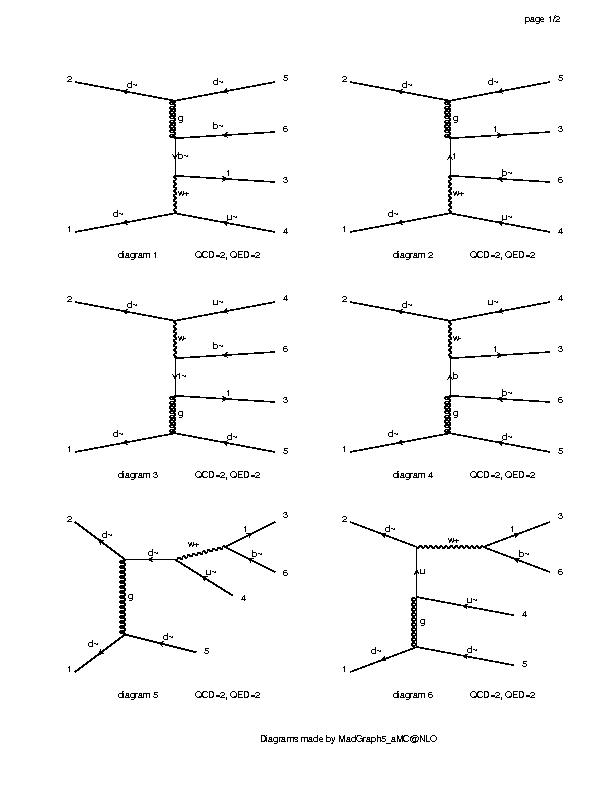 page 1/2
2 d~ d~ 5
g
b~ 6
b~
t 3
w+
d~ u~
1 4
diagram 1 QCD=2, QED=2
2 d~ d~ 5
g
t 3
t
b~ 6
w+
d~ u~
1 4
diagram 2 QCD=2, QED=2
2 d~ u~ 4
w+
b~ 6
t~
t 3
g
d~ d~
1 5
diagram 3 QCD=2, QED=2
2 d~ u~ 4
w+
t 3
b
b~ 6
g
d~ d~
1 5
diagram 4 QCD=2, QED=2
2 3
d~ t
w+
d~ b~
u~ 6
g 4
d~ d~
5
1
diagram 5 QCD=2, QED=2
2 3
d~ t
w+
b~
u 6
u~
g 4
d~ d~
5
1
diagram 6 QCD=2, QED=2
Diagrams made by MadGraph5_aMC@NLO